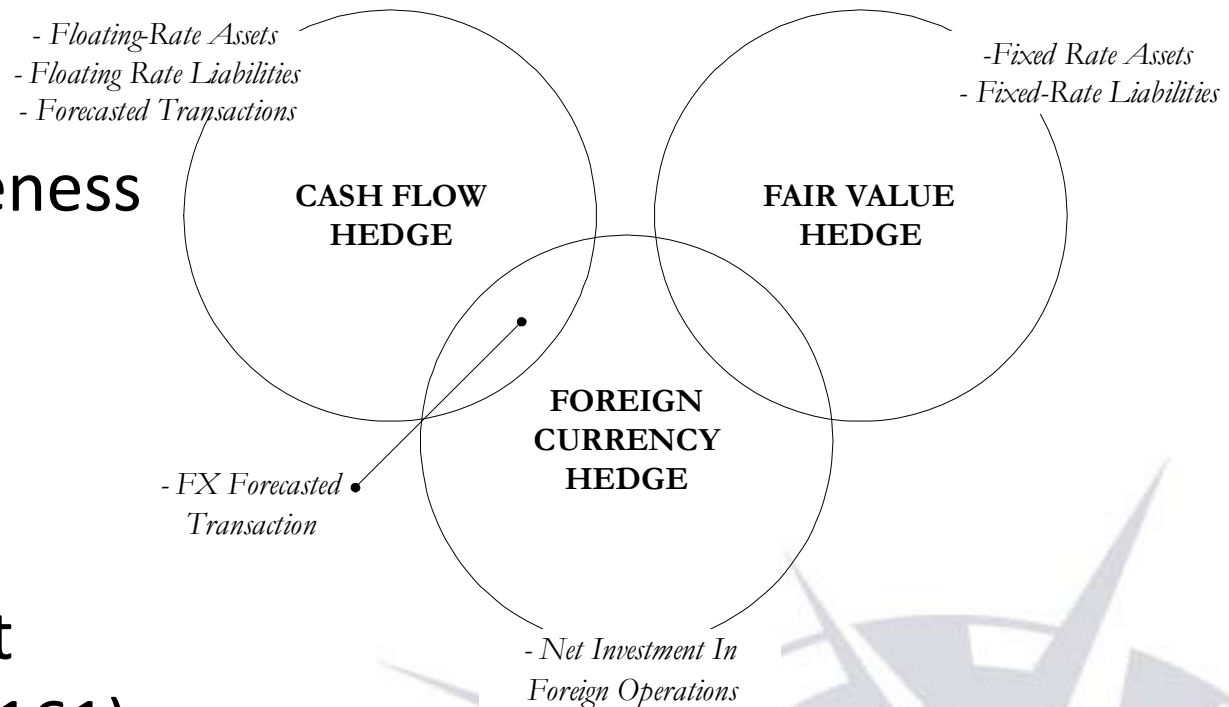 - Floating-Rate Assets
- Floating Rate Liabilities
- Forecasted Transactions
-Fixed Rate Assets
- Fixed-Rate Liabilities
CASH FLOW
HEDGE
FAIR VALUE
HEDGE
FOREIGN
CURRENCY
HEDGE
- FX Forecasted
Transaction
- Net Investment In
Foreign Operations